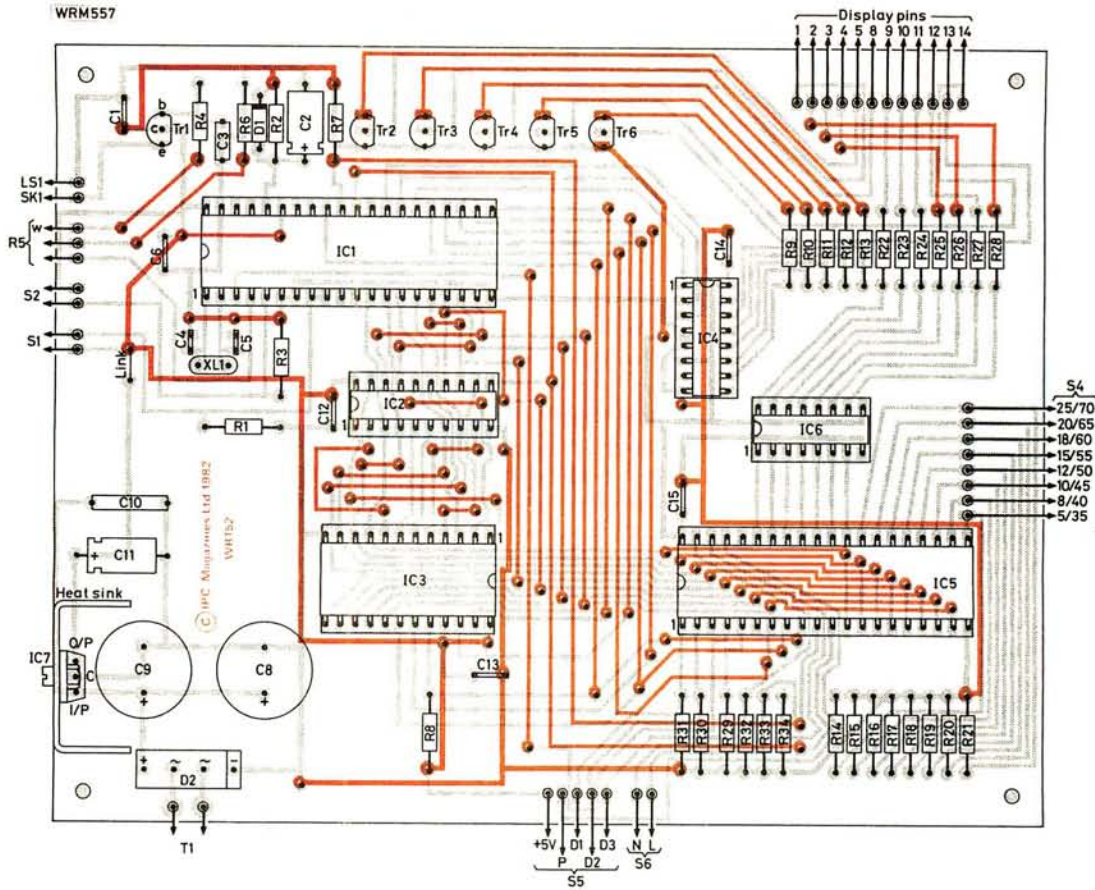 WRM557
Display pins
1 2 3 4 5 8 9 10 11 12 13 14
C1
b
c
e
Tr1
R4
C3
R6
D1
R2
C2
+
R7
Tr2
Tr3
Tr4
Tr5
Tr6
LS1
SK1
w
R5
S2
S1
C6
IC1
1
C14
R9
R10
R11
R12
R13
R22
R23
R24
R25
R26
R27
R28
1
IC4
C4
C5
XL1
R3
Link
C12
IC2
1
R1
IC6
1
S4
25/70
20/65
18/60
15/55
12/50
10/45
8/40
5/35
C10
C11
+
© IPC Magazines Ltd 1982
WR152
C15
IC3
1
IC5
1
Heat sink
IC7
O/P
C
I/P
C9
+
C8
+
C13
R8
R31
R30
R29
R32
R33
R34
R14
R15
R16
R17
R18
R19
R20
R21
+ ~ ~ -
D2
T1
+5V D1 D3
P D2
S5
N L
S6